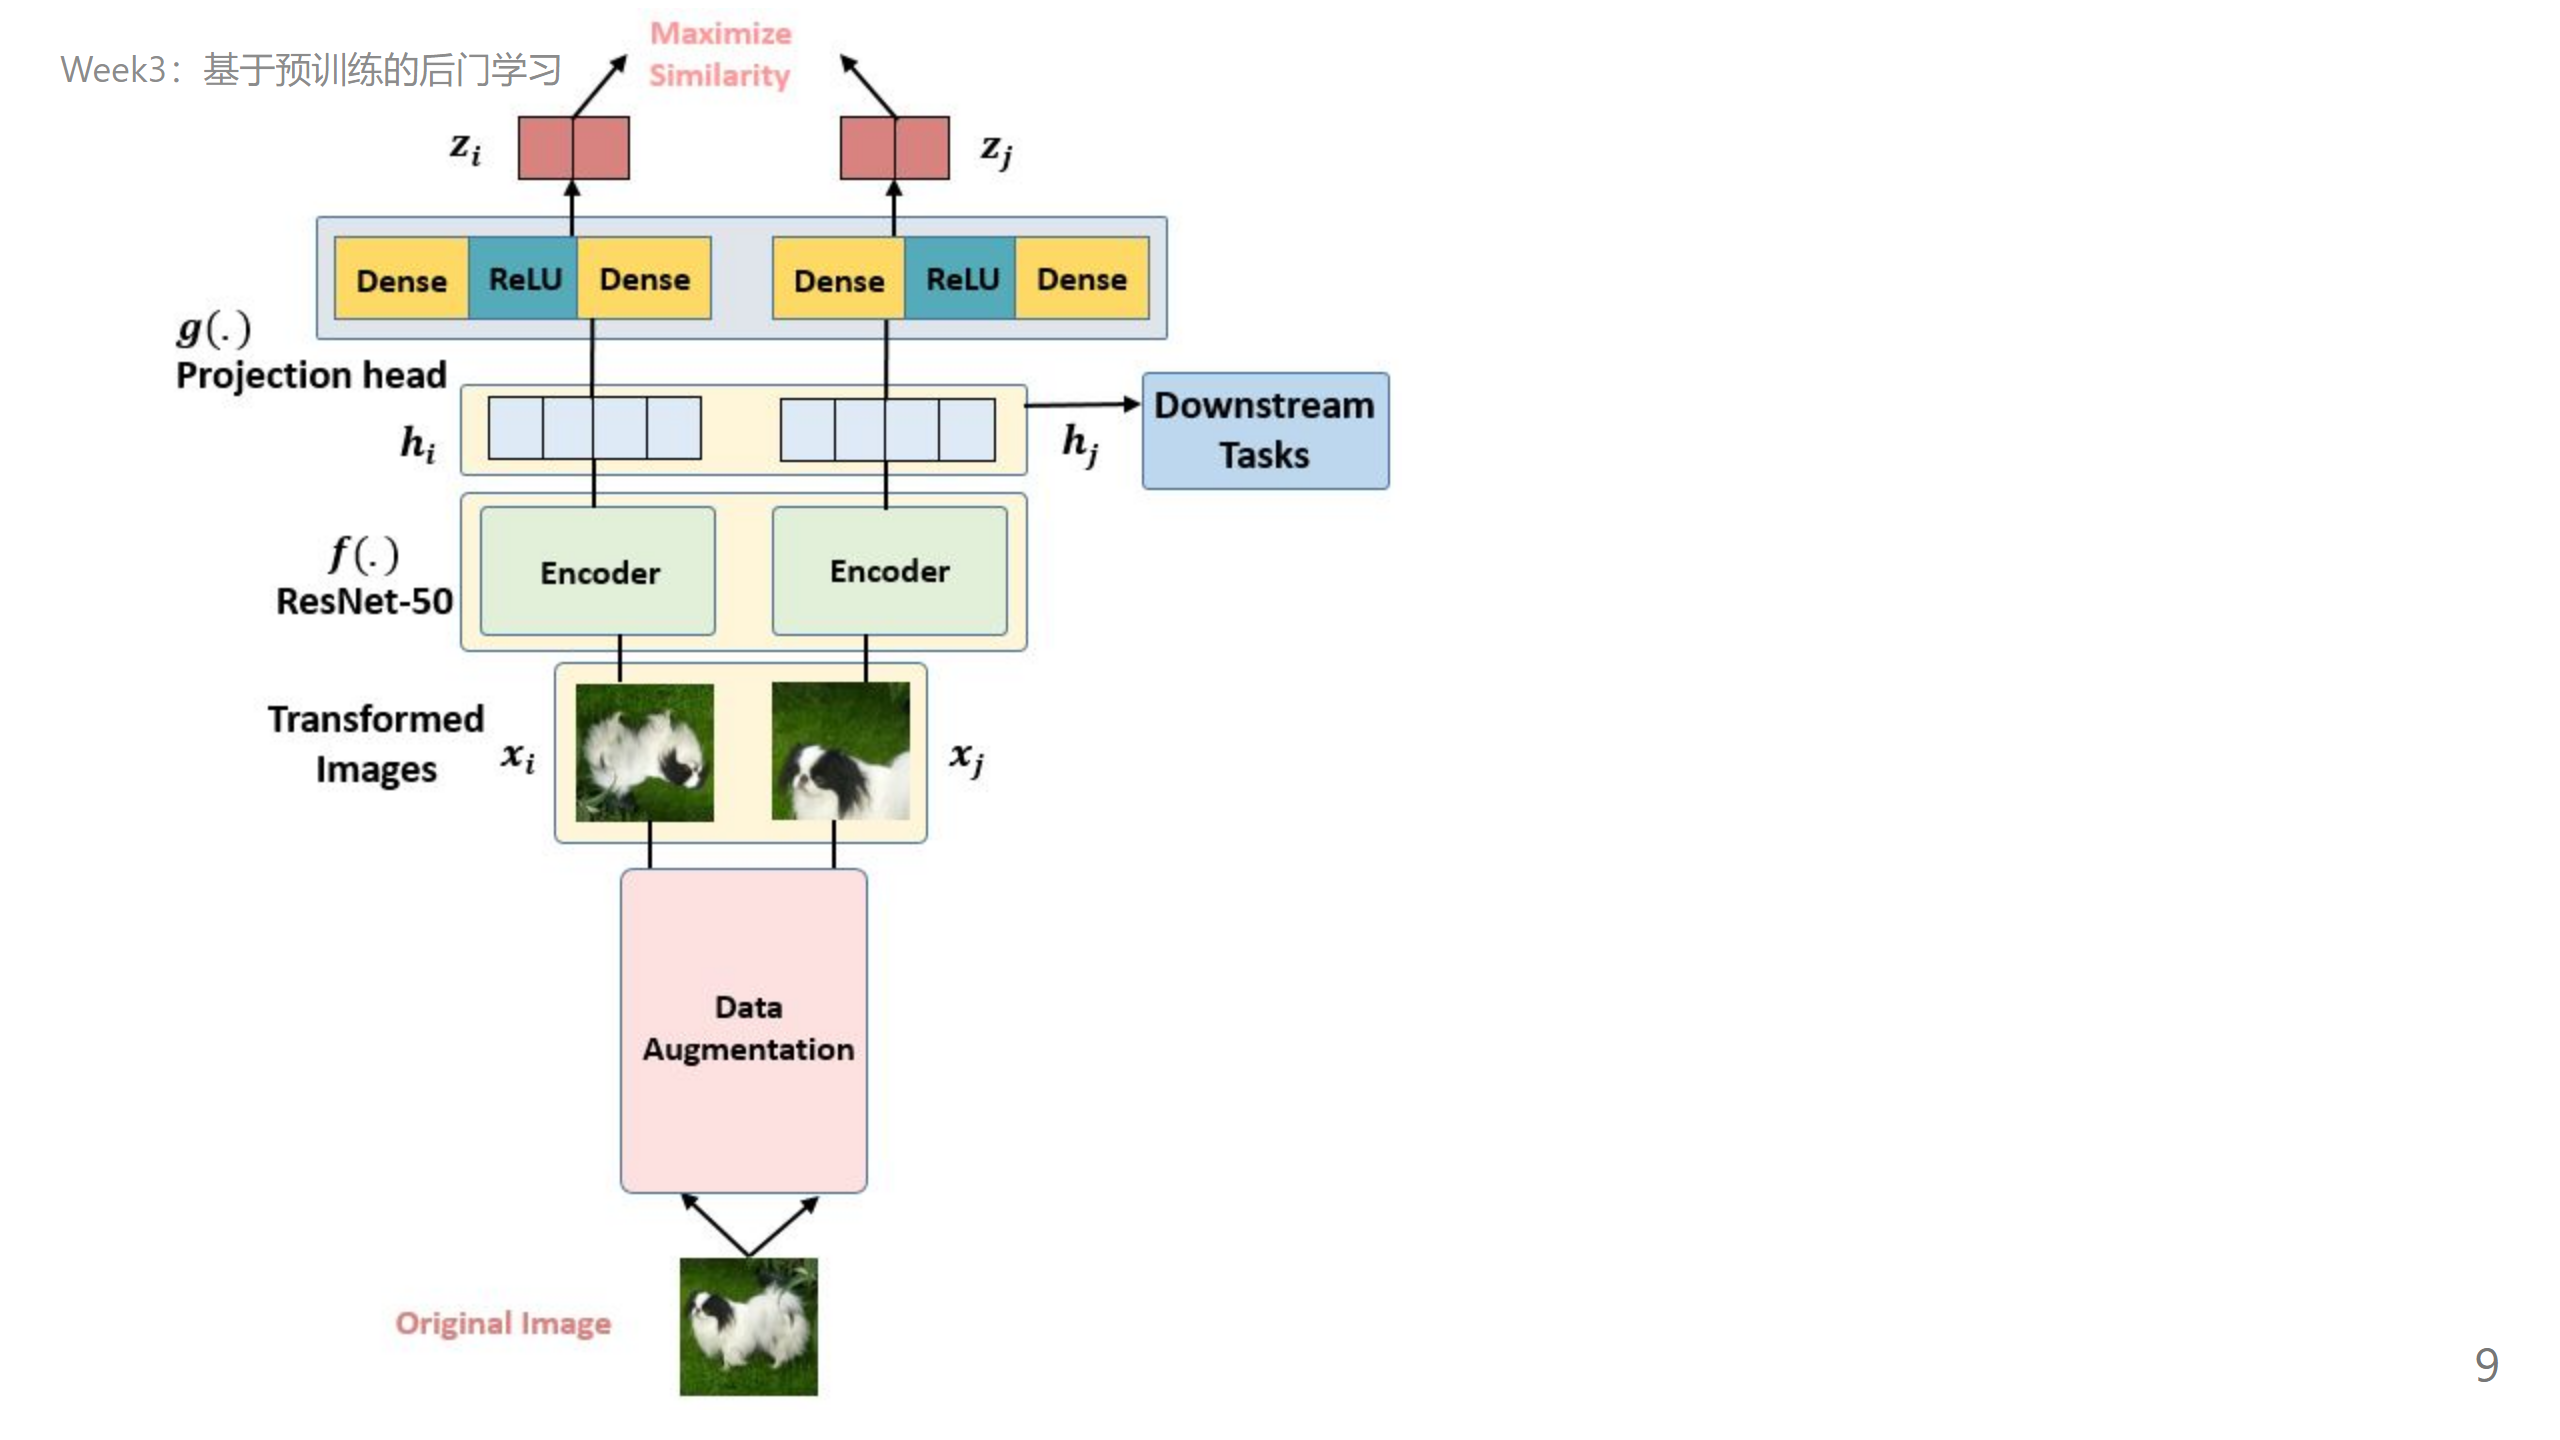 Week3：基于预训练的后门学习
Maximize
Similarity
z_i
z_j
Dense ReLU Dense
Dense ReLU Dense
g(.)
Projection head
h_i
h_j
Downstream
Tasks
f(.)
ResNet-50
Encoder
Encoder
Transformed
Images
x_i
x_j
Data
Augmentation
Original Image
9